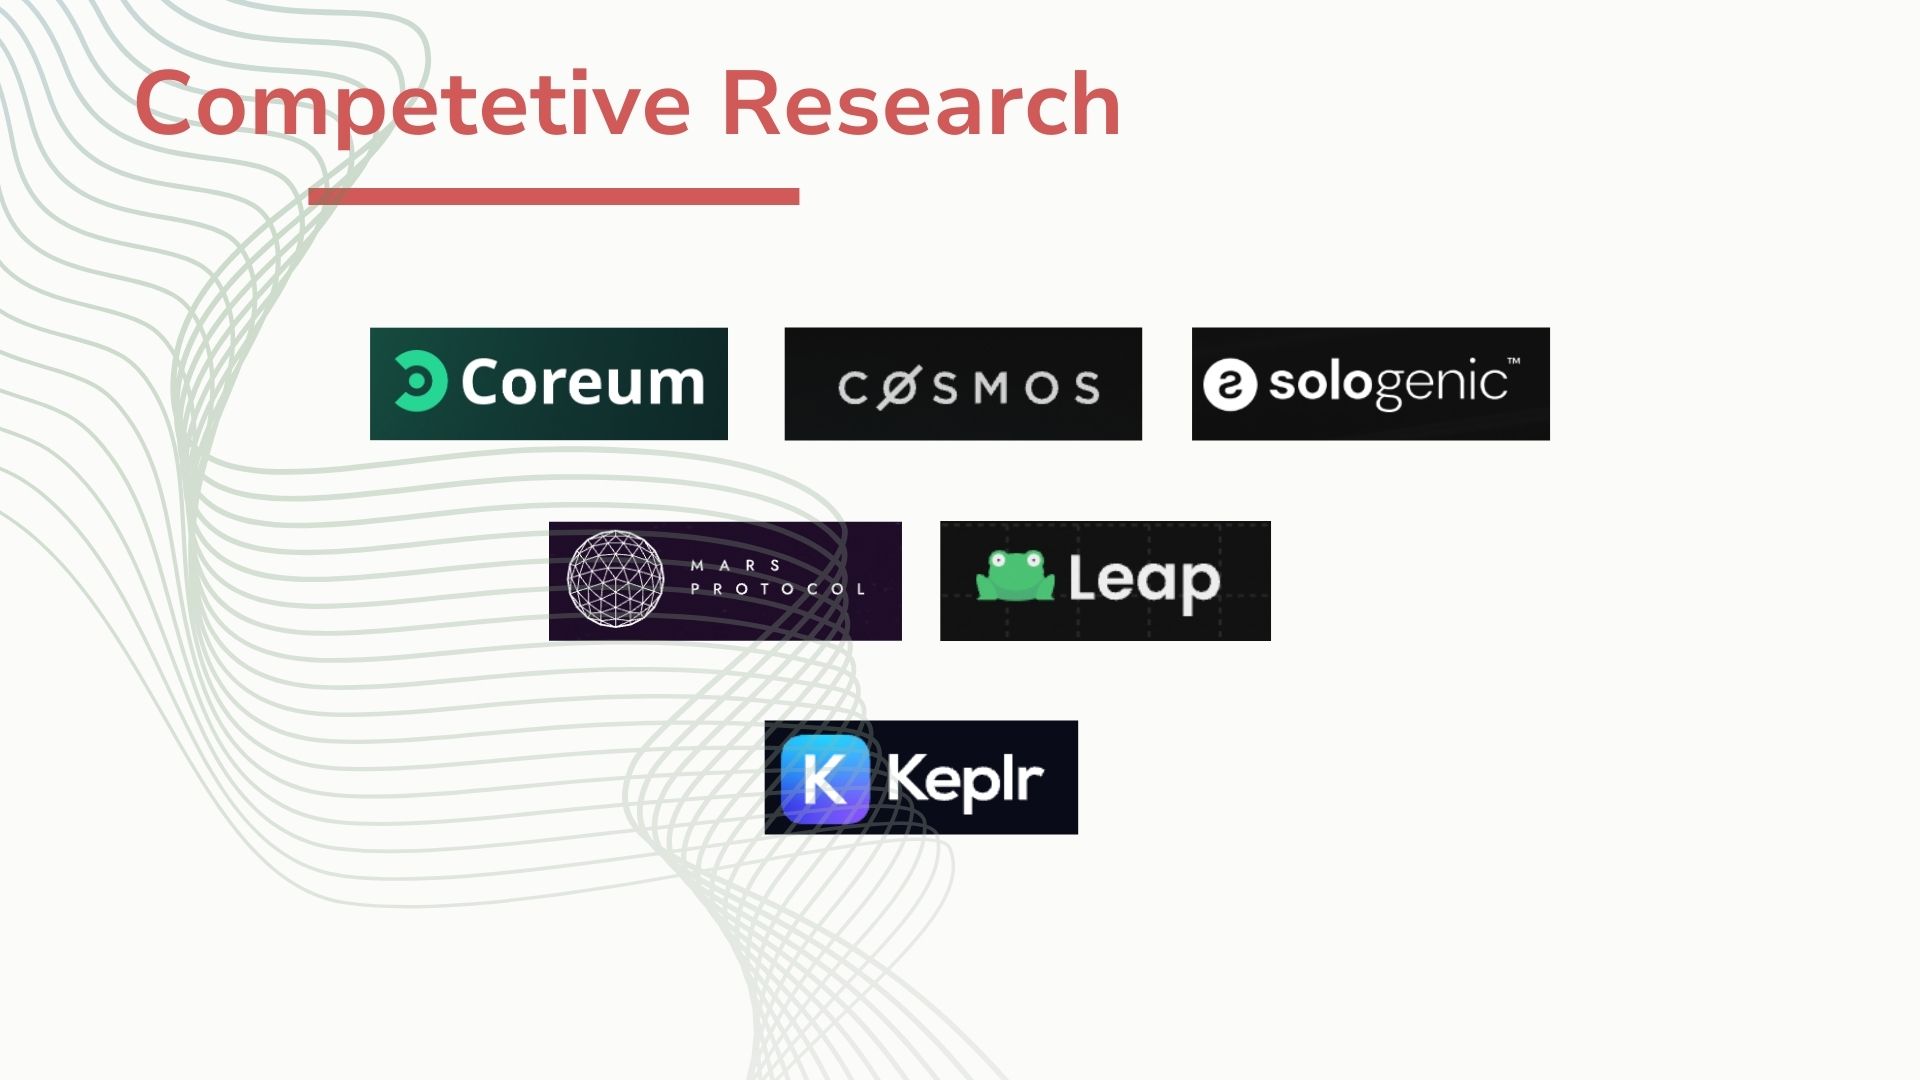 Competetive Research
Coreum
CØSMOS
sologenic™
MARS
PROTOCOL
Leap
K Keplr